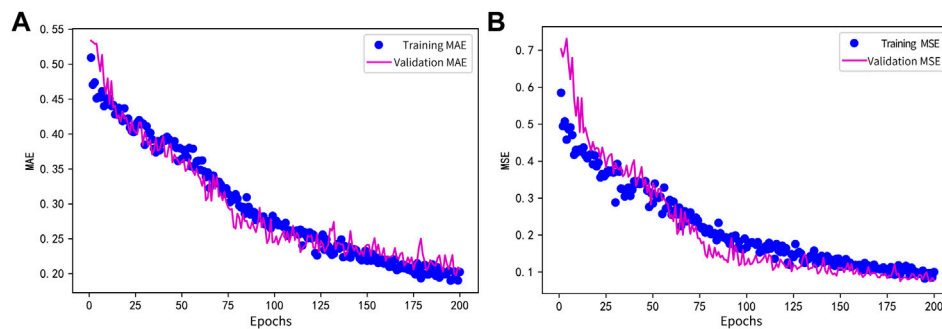 A
0.55
0.50
0.45
0.40
0.35
0.30
0.25
0.20
MAE
0 25 50 75 100 125 150 175 200
Epochs
Training MAE
Validation MAE
B
0.7
0.6
0.5
0.4
0.3
0.2
0.1
MSE
0 25 50 75 100 125 150 175 200
Epochs
Training MSE
Validation MSE